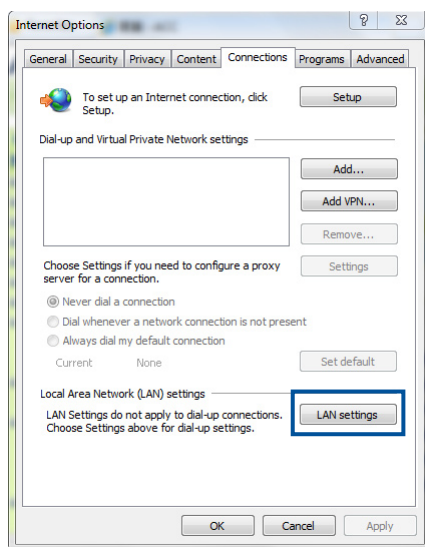 Internet Options
General Security Privacy Content Connections Programs Advanced
To set up an Internet connection, click
Setup.
Setup
Dial-up and Virtual Private Network settings
Add...
Add VPN...
Remove...
Choose Settings if you need to configure a proxy
server for a connection.
Settings
Never dial a connection
Dial whenever a network connection is not present
Always dial my default connection
Current None
Set default
Local Area Network (LAN) settings
LAN Settings do not apply to dial-up connections.
Choose Settings above for dial-up settings.
LAN settings
OK Cancel Apply